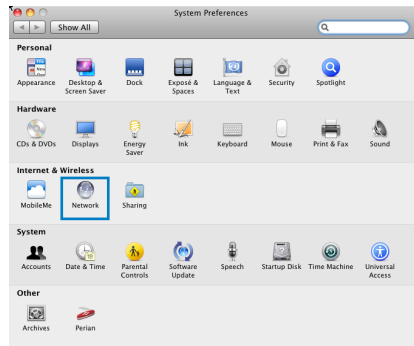 System Preferences
Show All
Personal
Appearance
Desktop &
Screen Saver
Dock
Exposé &
Spaces
Language &
Text
Security
Spotlight
Hardware
CDs & DVDs
Displays
Energy
Saver
Ink
Keyboard
Mouse
Print & Fax
Sound
Internet & Wireless
MobileMe
Network
Sharing
System
Accounts
Date & Time
Parental
Controls
Software
Update
Speech
Startup Disk
Time Machine
Universal
Access
Other
Archives
Perian